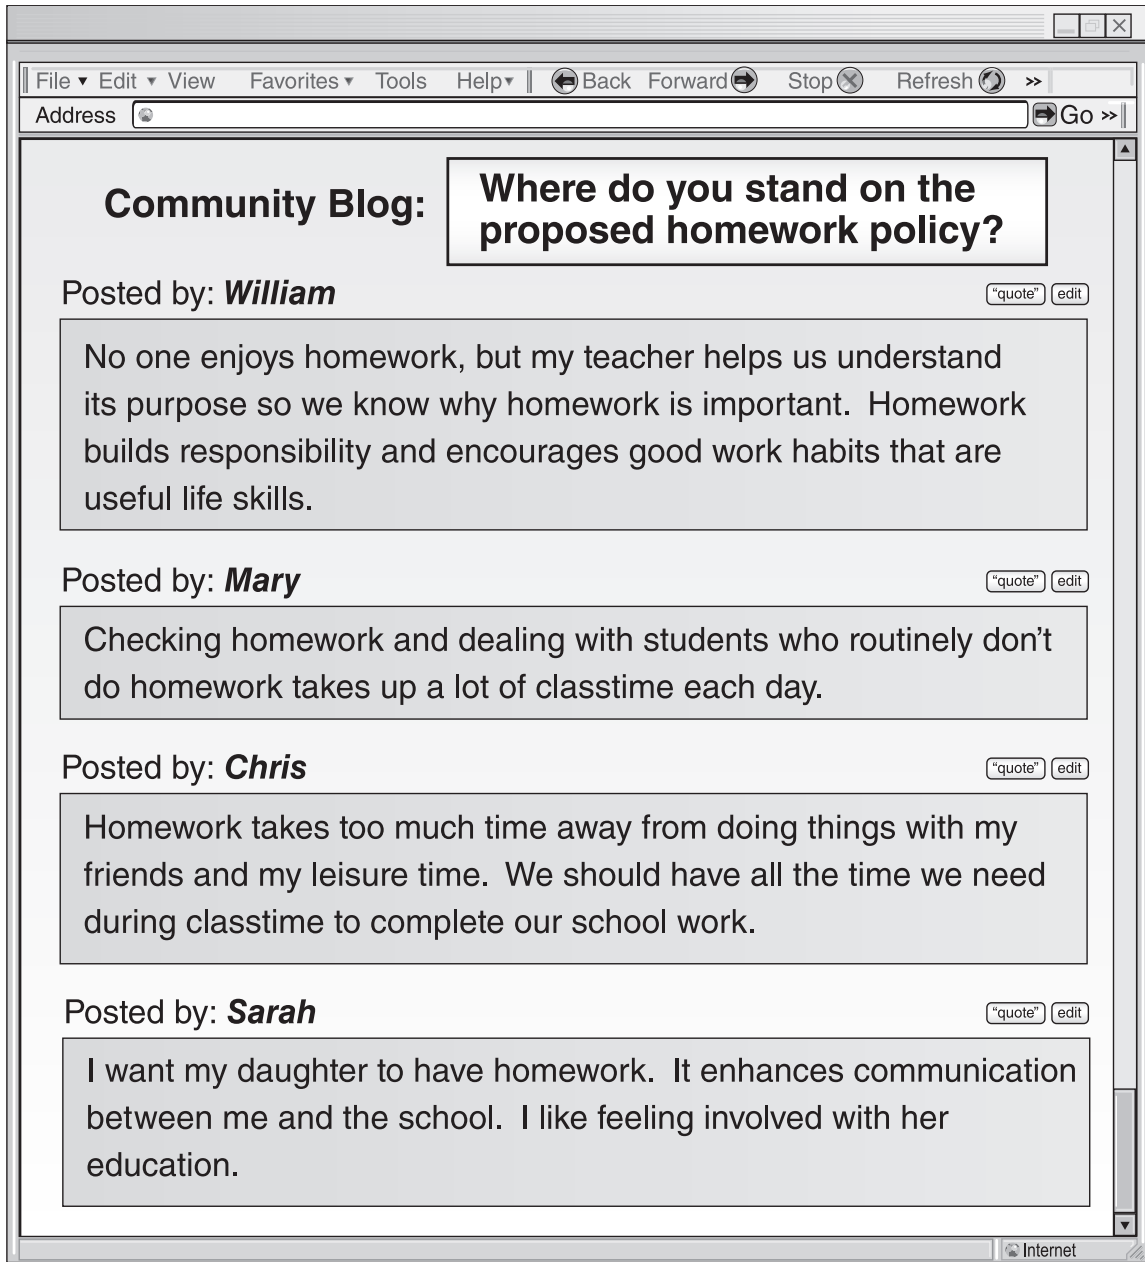 File Edit View Favorites Tools Help Back Forward Stop Refresh »
Address Go »
Community Blog:
Where do you stand on the
proposed homework policy?
Posted by: William "quote" edit
No one enjoys homework, but my teacher helps us understand
its purpose so we know why homework is important. Homework
builds responsibility and encourages good work habits that are
useful life skills.
Posted by: Mary "quote" edit
Checking homework and dealing with students who routinely don't
do homework takes up a lot of classtime each day.
Posted by: Chris "quote" edit
Homework takes too much time away from doing things with my
friends and my leisure time. We should have all the time we need
during classtime to complete our school work.
Posted by: Sarah "quote" edit
I want my daughter to have homework. It enhances communication
between me and the school. I like feeling involved with her
education.
Internet